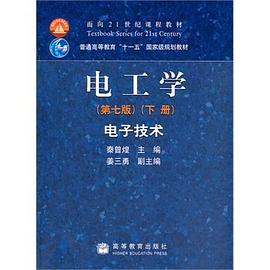 面向21世纪课程教材
Textbook Series for 21st Century
普通高等教育"十一五"国家级规划教材
电工学
(第七版)(下册)
电子技术
秦曾煌 主编
姜三勇 副主编
高等教育出版社
HIGHER EDUCATION PRESS